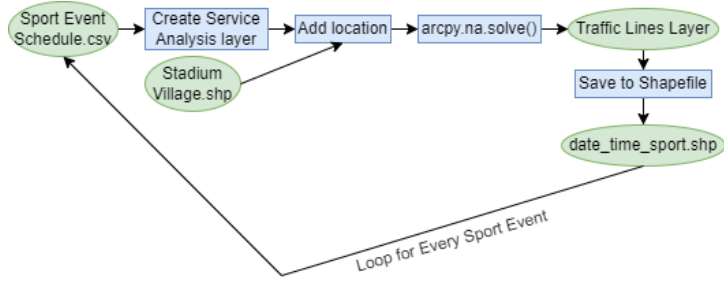 Sport Event
Schedule.csv
Create Service
Analysis layer
Add location
arcpy.na.solve()
Traffic Lines Layer
Stadium
Village.shp
Save to Shapefile
date_time_sport.shp
Loop for Every Sport Event